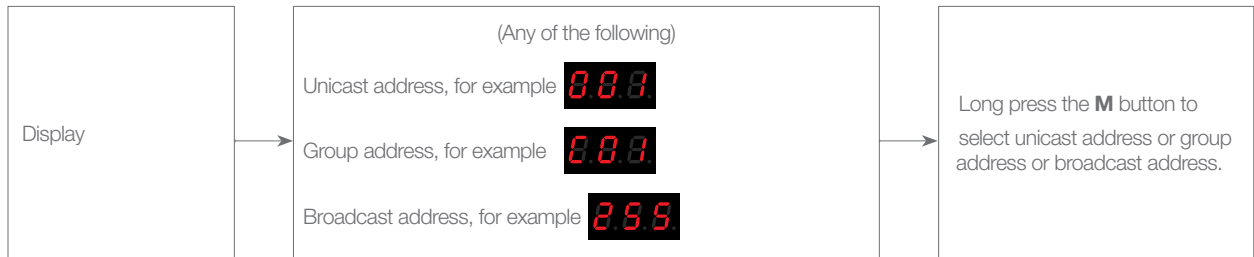 Display
(Any of the following)
Unicast address, for example 001
Group address, for example
Broadcast address, for example 255
Long press the M button to
select unicast address or group
address or broadcast address.